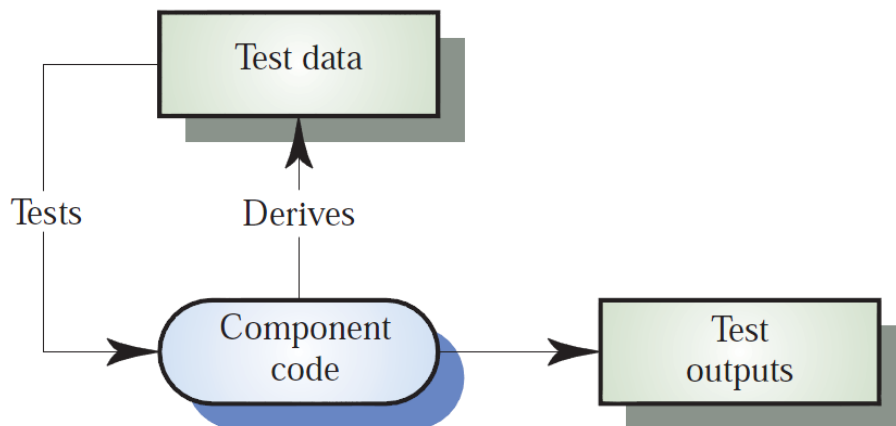 Test data
Tests
Derives
Component
code
Test
outputs